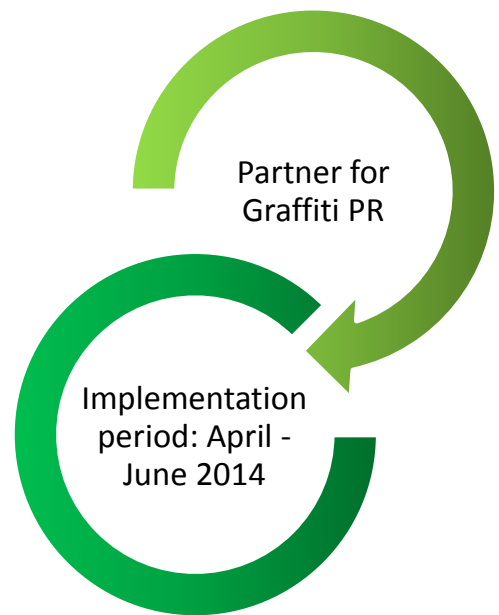 Partner for
Graffiti PR
Implementation
period: April -
June 2014